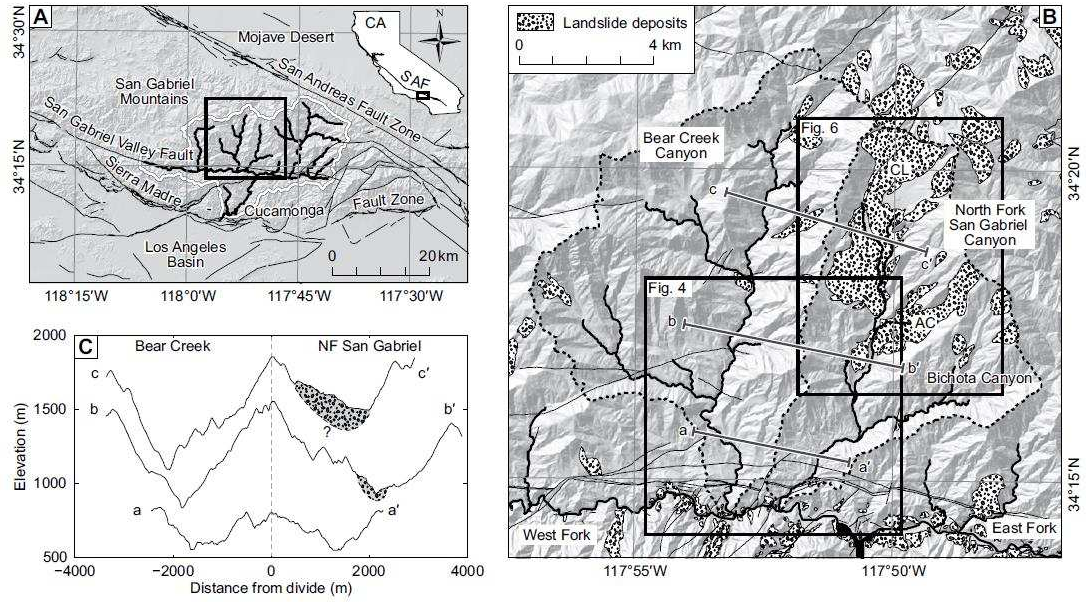 A
CA
N
SAF
34°30'N
34°15'N
Mojave Desert
San Andreas Fault Zone
San Gabriel
Mountains
San Gabriel Valley Fault
Sierra Madre
Cucamonga
Fault Zone
Los Angeles
Basin
0
20 km
118°15'W
118°0'W
117°45'W
117°30'W
B
Landslide deposits
0
4 km
Bear Creek
Canyon
Fig. 6
CL
c
c'
North Fork
San Gabriel
Canyon
Fig. 4
b
b'
AC
Bichota Canyon
a
a'
West Fork
East Fork
34°20'N
34°15'N
117°55'W
117°50'W
C
Bear Creek
NF San Gabriel
c
c'
b
b'
a
a'
?
2000
1500
1000
500
Elevation (m)
−4000
−2000
0
2000
4000
Distance from divide (m)